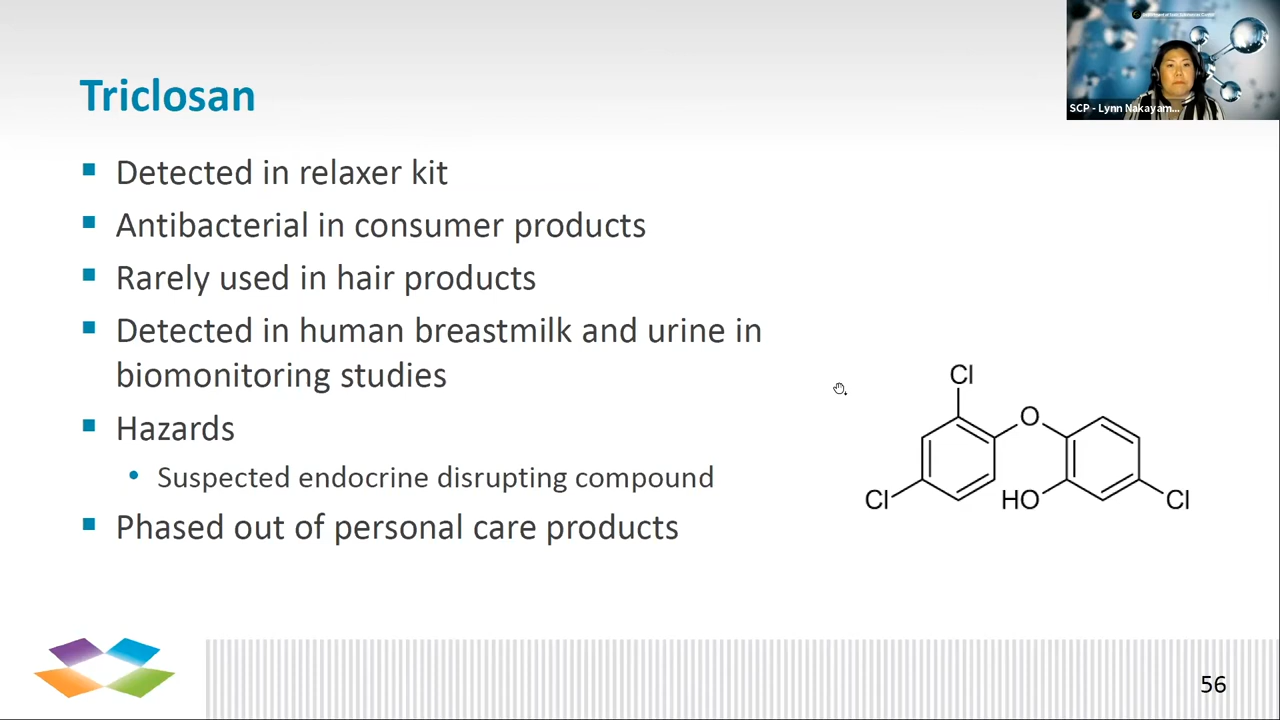 Triclosan
Detected in relaxer kit
Antibacterial in consumer products
Rarely used in hair products
Detected in human breastmilk and urine in
biomonitoring studies
Hazards
Suspected endocrine disrupting compound
Phased out of personal care products
SCP - Lynn Nakayam...
Cl
O
Cl
HO
Cl
56